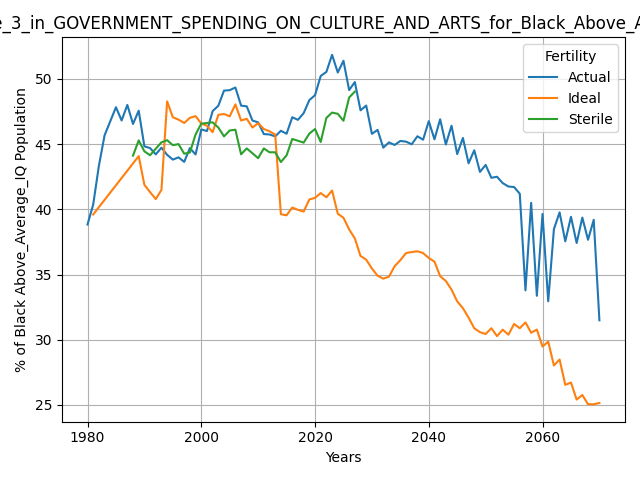 e_3_in_GOVERNMENT_SPENDING_ON_CULTURE_AND_ARTS_for_Black_Above_A
Fertility
Actual
Ideal
Sterile
% of Black Above_Average_IQ Population
50
45
40
35
30
25
1980
2000
2020
2040
2060
Years